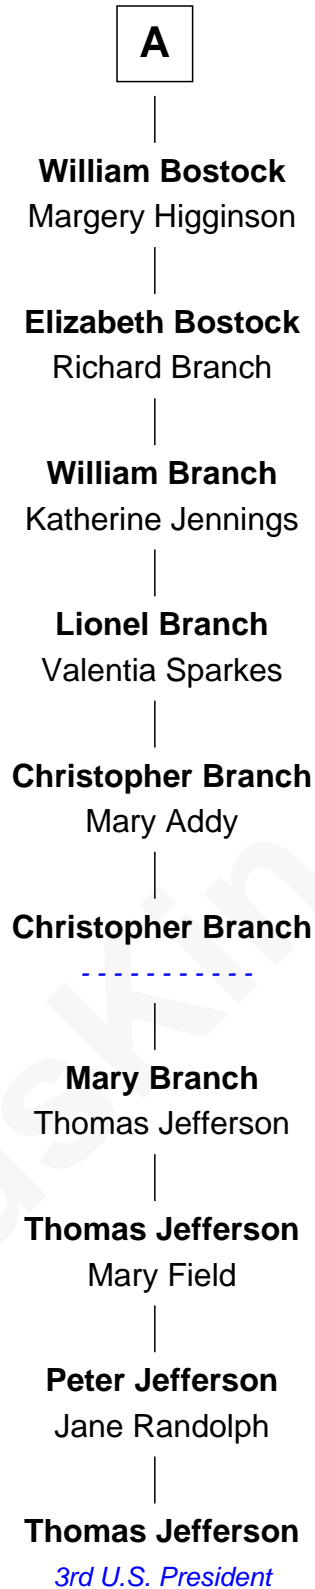 A
William Bostock
Margery Higginson
Elizabeth Bostock
Richard Branch
William Branch
Katherine Jennings
Lionel Branch
Valentia Sparkes
Christopher Branch
Mary Addy
Christopher Branch
- - - - - - - - - - -
Mary Branch
Thomas Jefferson
Thomas Jefferson
Mary Field
Peter Jefferson
Jane Randolph
Thomas Jefferson
3rd U.S. President